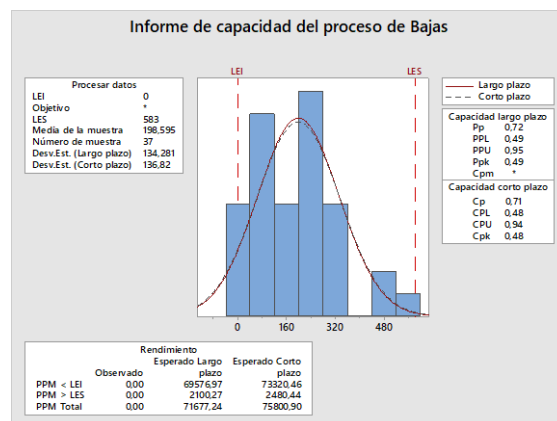 Informe de capacidad del proceso de Bajas
LEI LES
Procesar datos
LEI 0
Objetivo *
LES 583
Media de la muestra 198,595
Número de muestra 37
Desv.Est. (Largo plazo) 134,281
Desv.Est. (Corto plazo) 136,82
Largo plazo
Corto plazo
Capacidad largo plazo
Pp 0,72
PPL 0,49
PPU 0,95
Ppk 0,49
Cpm *
Capacidad corto plazo
Cp 0,71
CPL 0,48
CPU 0,94
Cpk 0,48
0 160 320 480
Rendimiento
Esperado Largo Esperado Corto
Observado plazo plazo
PPM < LEI 0,00 69576,97 73320,46
PPM > LES 0,00 2100,27 2480,44
PPM Total 0,00 71677,24 75800,90